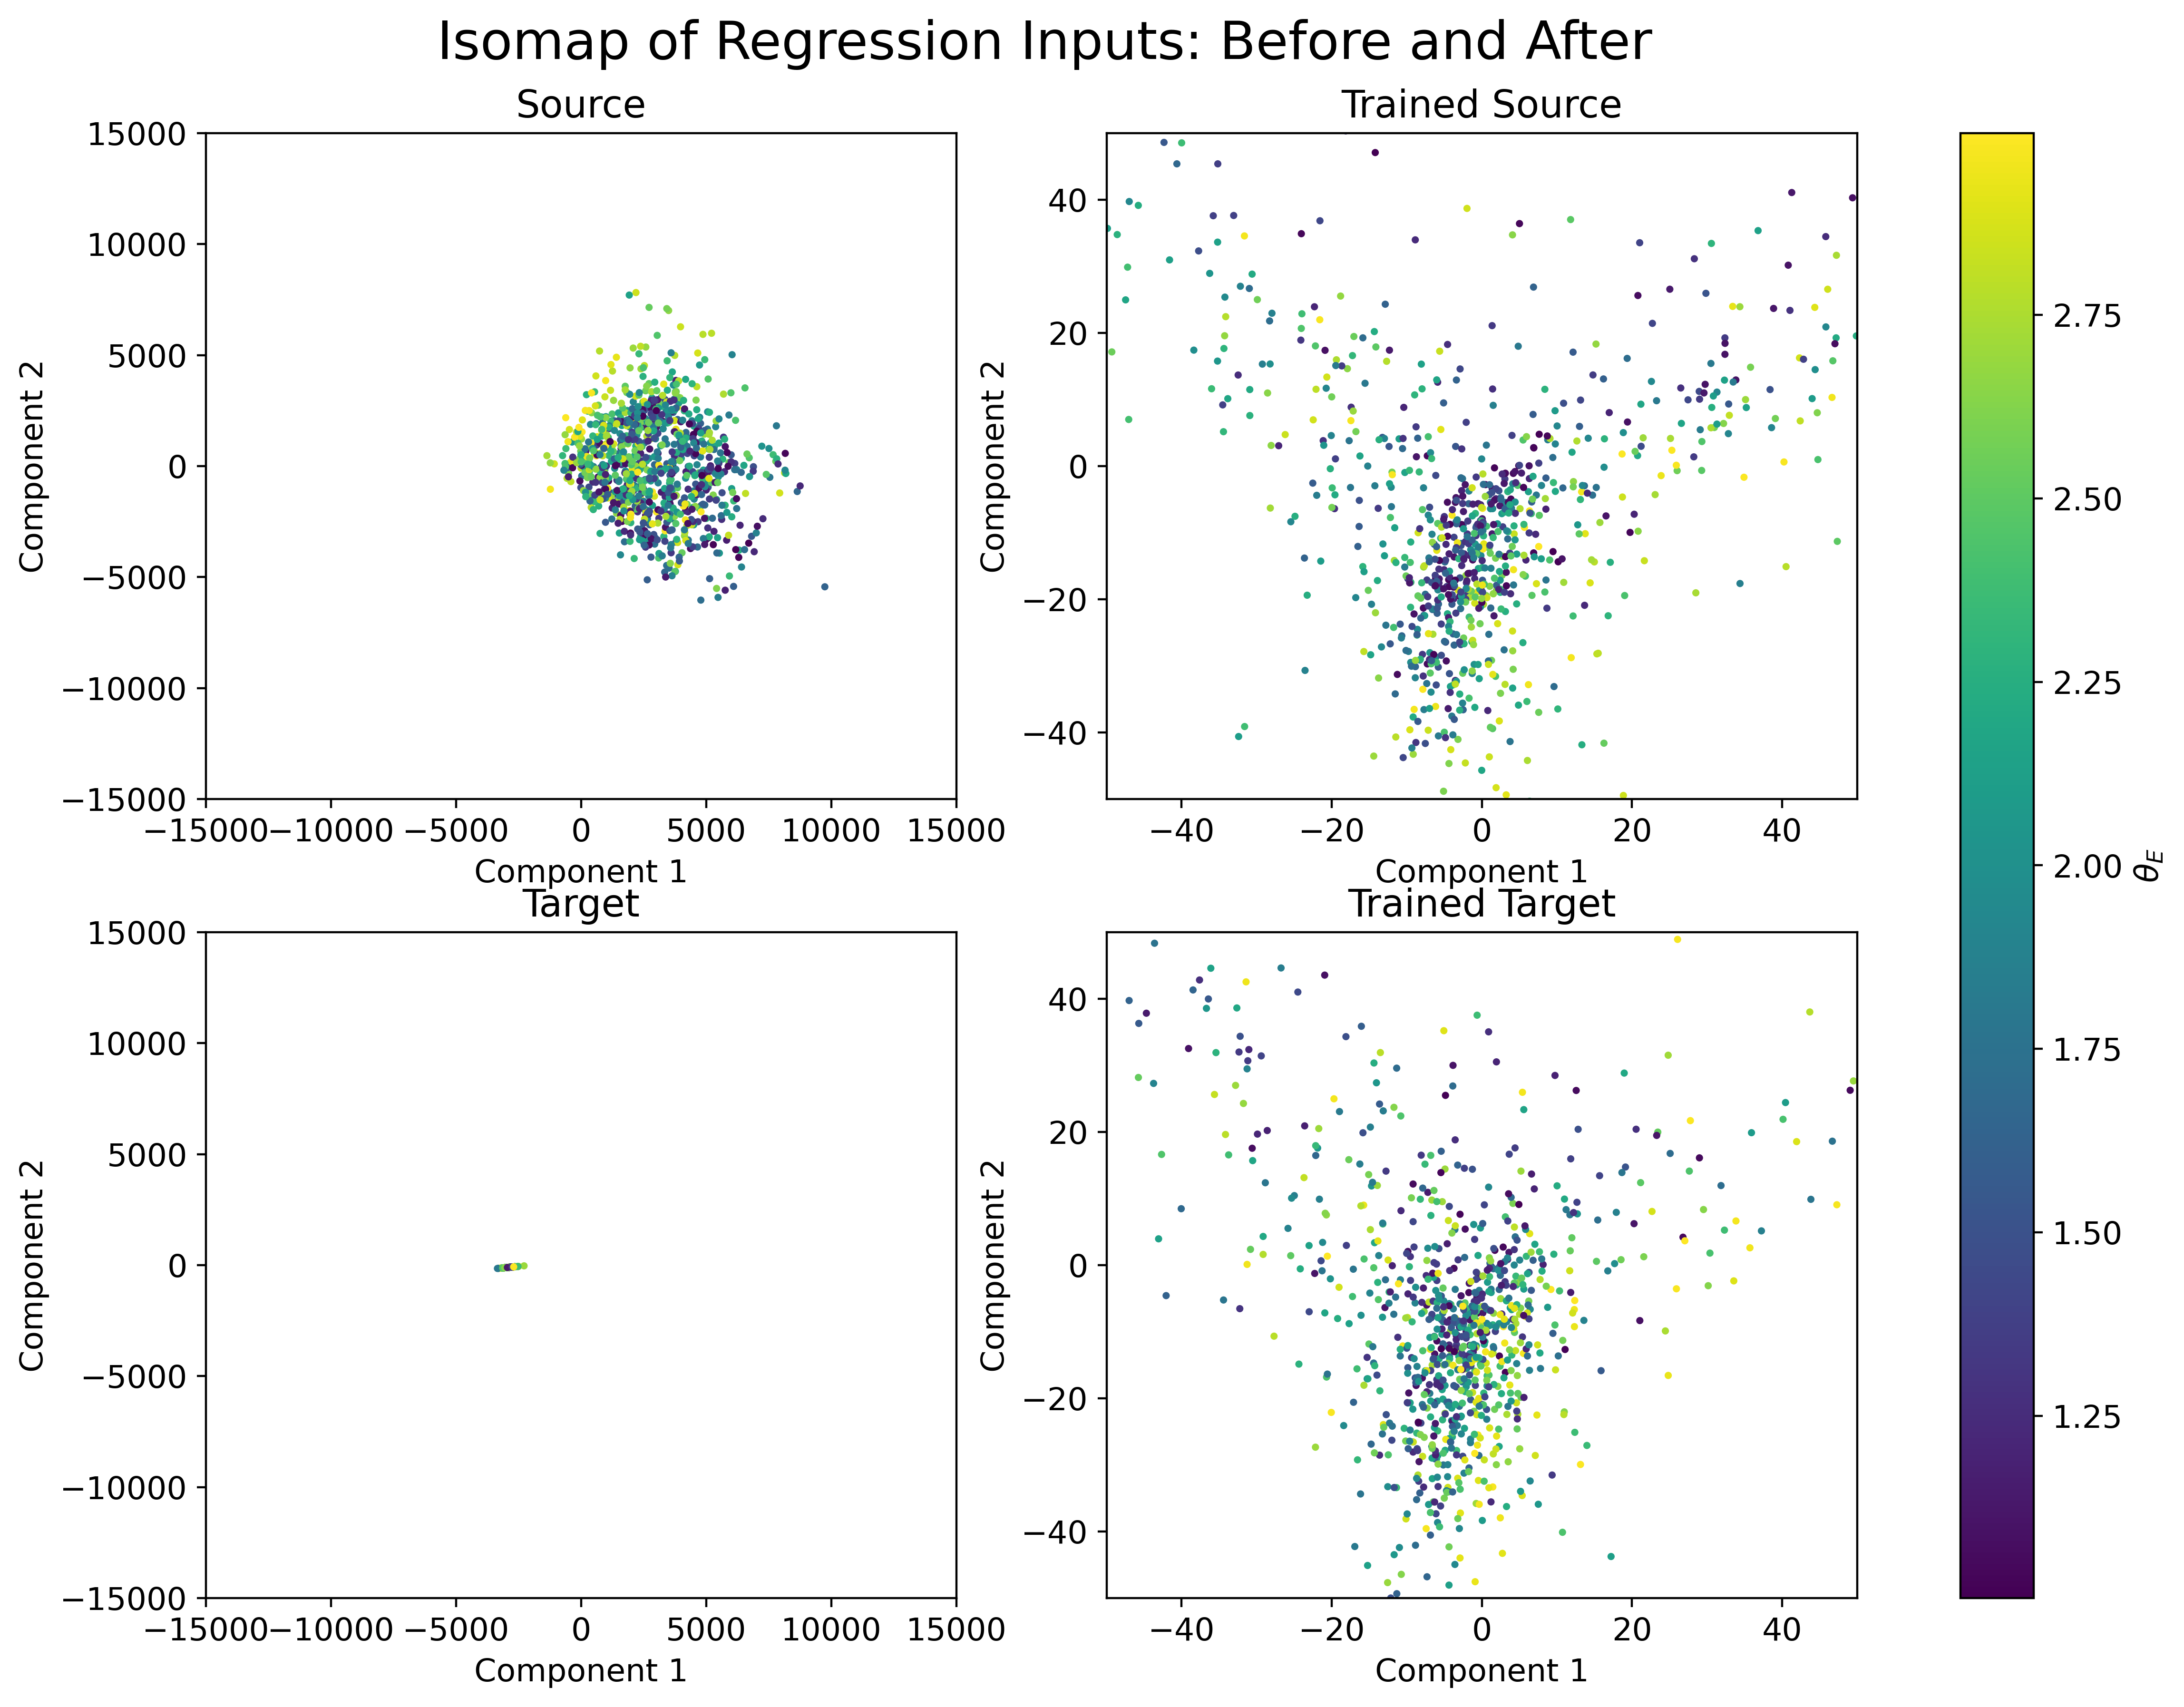 Isomap of Regression Inputs: Before and After
Source
15000
10000
5000
0
−5000
−10000
−15000
Component 2
−15000 −10000 −5000 0 5000 10000 15000
Component 1
Trained Source
40
20
0
−20
−40
Component 2
−40 −20 0 20 40
Component 1
Target
15000
10000
5000
0
−5000
−10000
−15000
Component 2
−15000 −10000 −5000 0 5000 10000 15000
Component 1
Trained Target
40
20
0
−20
−40
Component 2
−40 −20 0 20 40
Component 1
2.75
2.50
2.25
2.00
1.75
1.50
1.25
θE